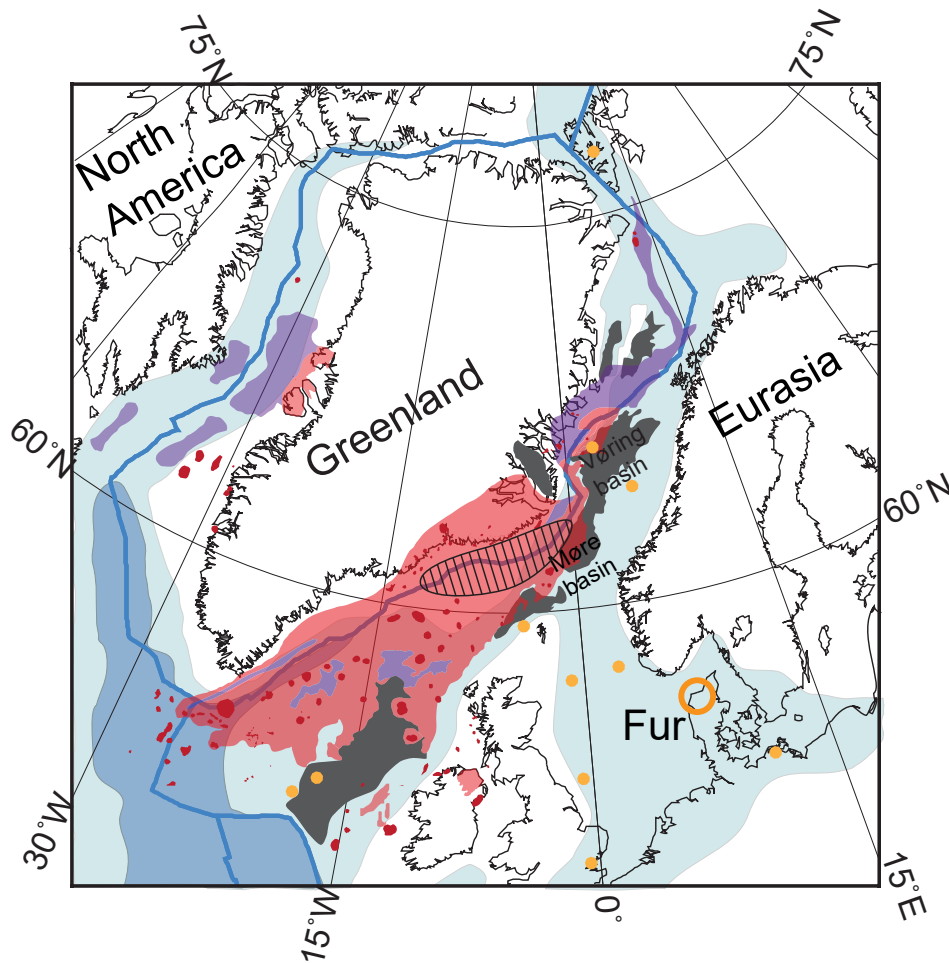 75°N
75°N
North
America
Greenland
Eurasia
Vøring
basin
60°N
60°N
Møre
basin
Fur
30°W
15°W
0°
15°E